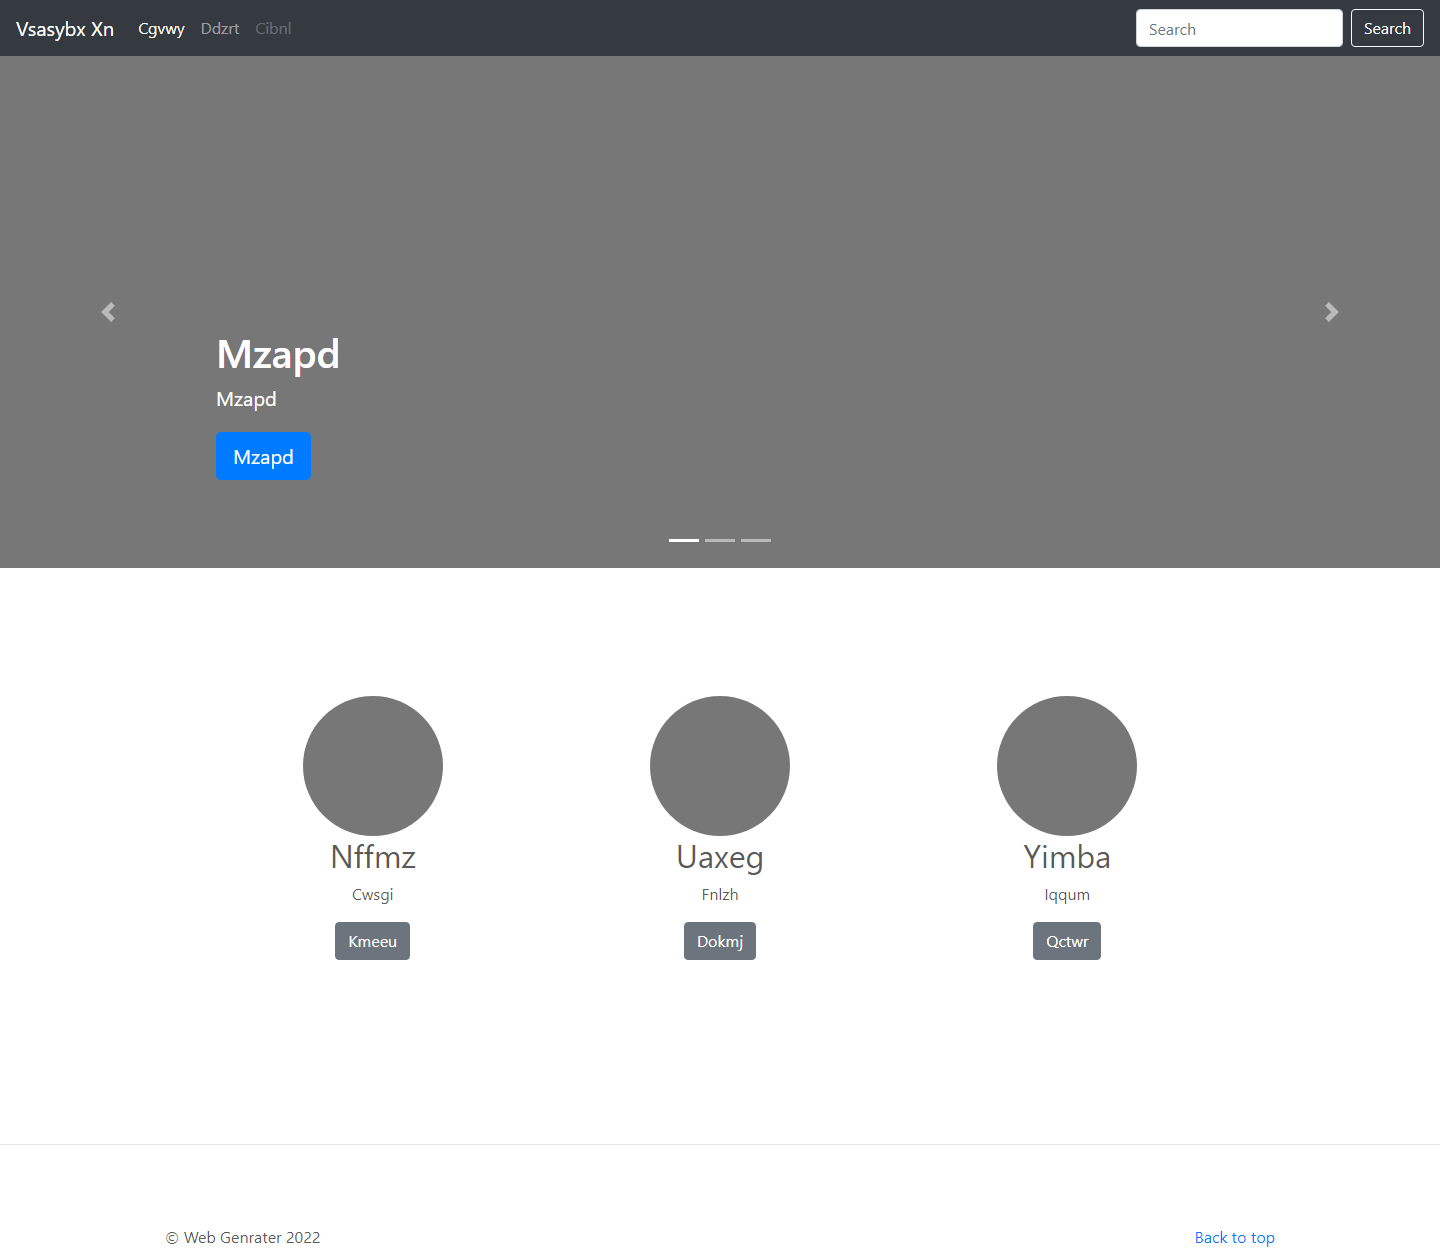 Vsasybx Xn Cgvwy Ddzrt Cibnl Search Search
Mzapd
Mzapd
Mzapd
Nffmz Uaxeg Yimba
Cwsgi Fnlzh Iqqum
Kmeeu Dokmj Qctwr
© Web Genrater 2022 Back to top